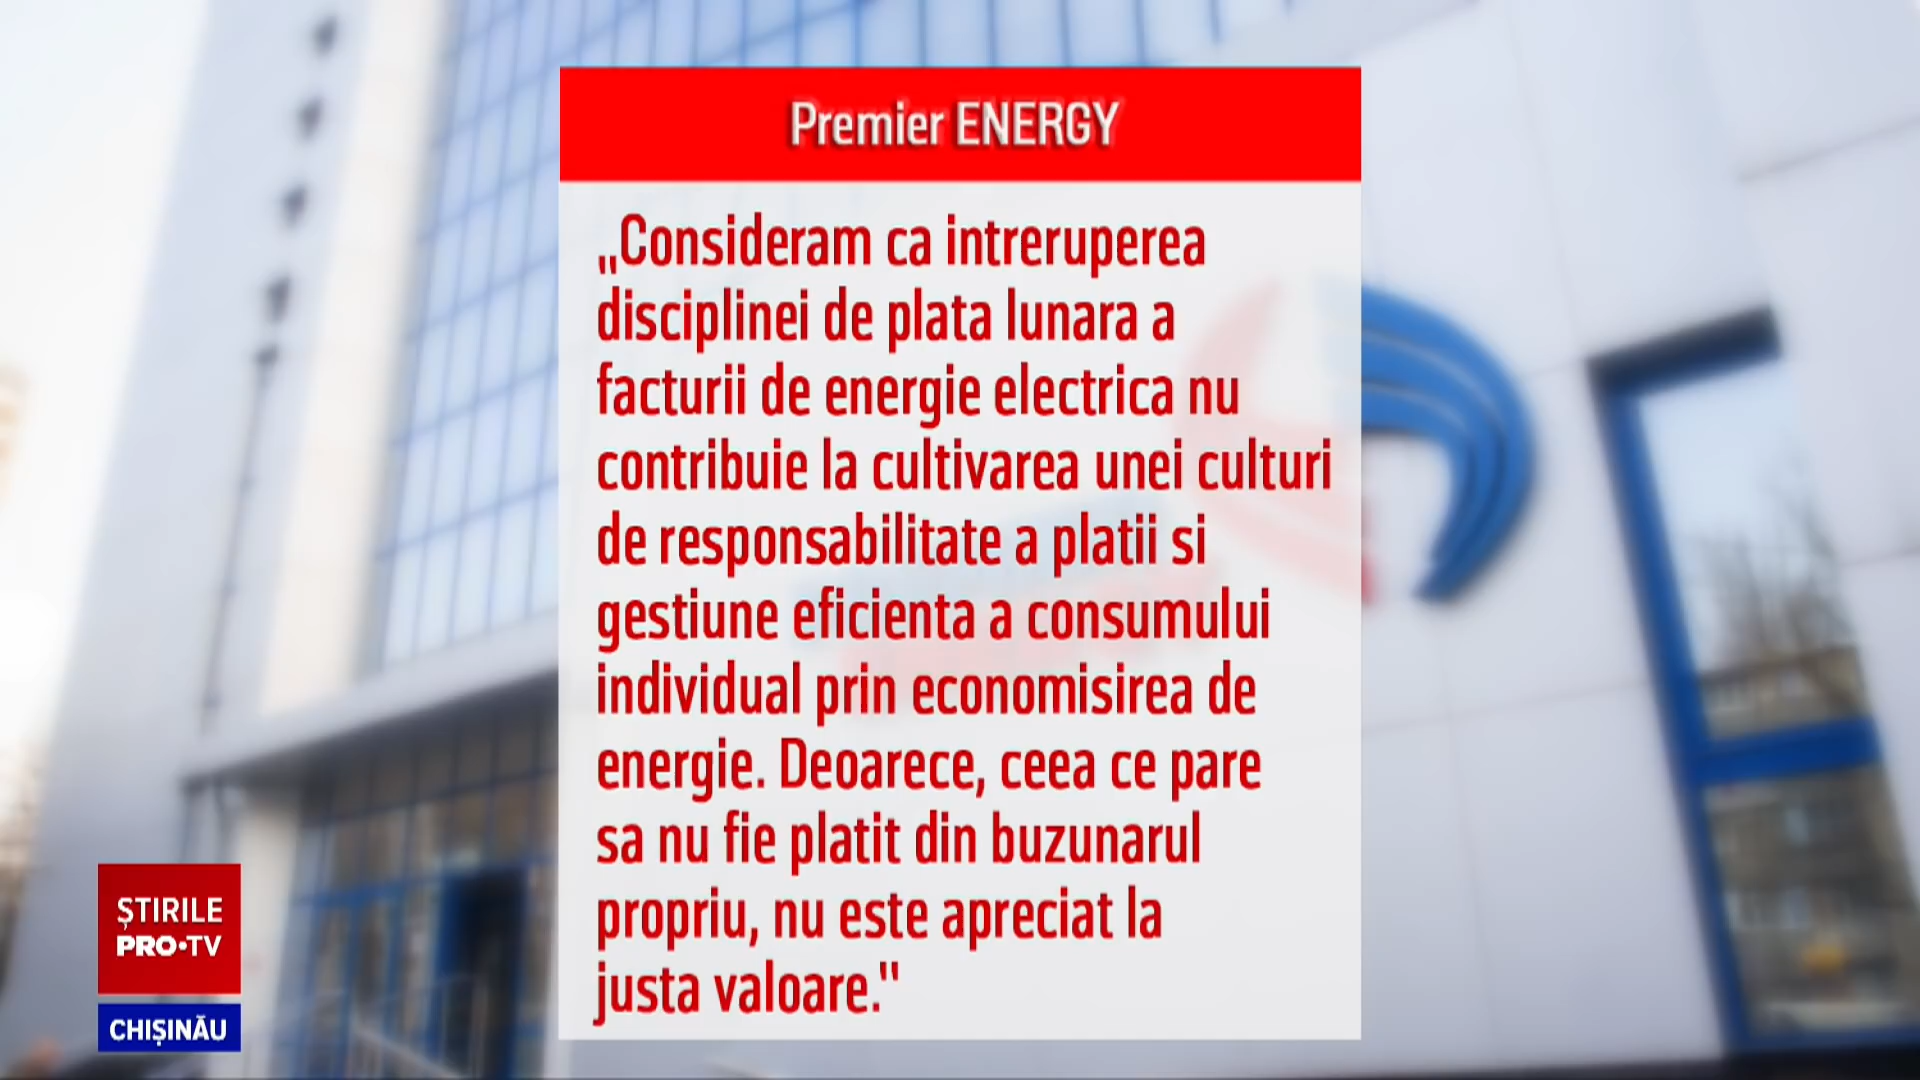 Premier ENERGY
„Consideram ca intreruperea
disciplinei de plata lunara a
facturii de energie electrica nu
contribuie la cultivarea unei culturi
de responsabilitate a platii si
gestiune eficienta a consumului
individual prin economisirea de
energie. Deoarece, ceea ce pare
sa nu fie platit din buzunarul
propriu, nu este apreciat la
justa valoare."
ȘTIRILE
PRO•TV
CHIȘINĂU